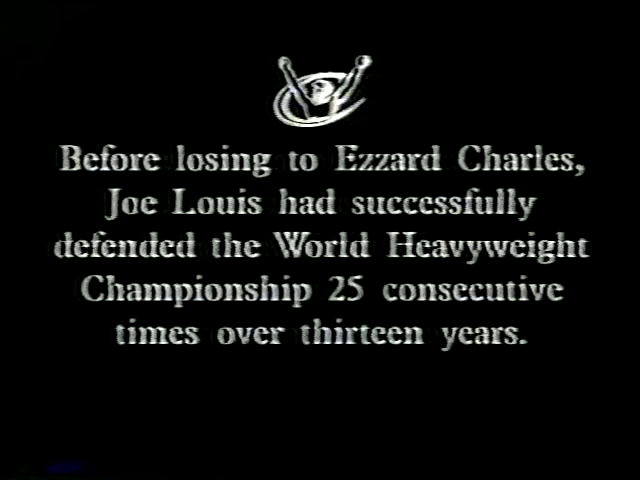 Before losing to Ezzard Charles,
Joe Louis had successfully
defended the World Heavyweight
Championship 25 consecutive
times over thirteen years.